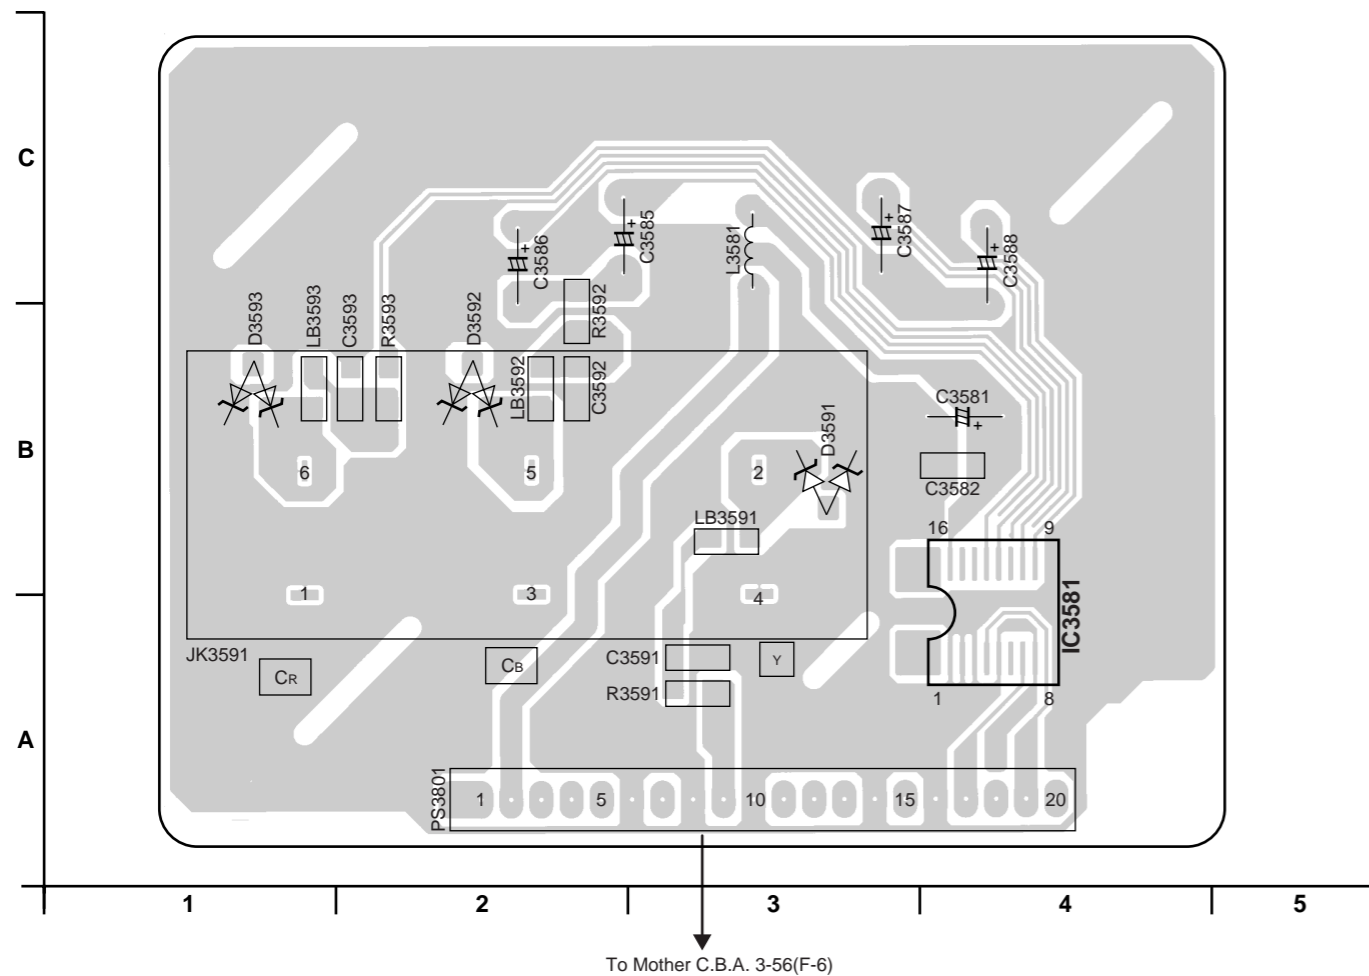 C
C3586
C3585
L3581
C3587
C3588
+
+
+
+
D3593
LB3593
C3593
R3593
D3592
R3592
LB3592
C3592
C3581
+
B
D3591
6
5
2
C3582
LB3591
16
9
1
3
4
IC3581
JK3591
CR
CB
C3591
Y
R3591
1
8
A
PS3801
1
5
10
15
20
1
2
3
4
5
To Mother C.B.A. 3-56(F-6)